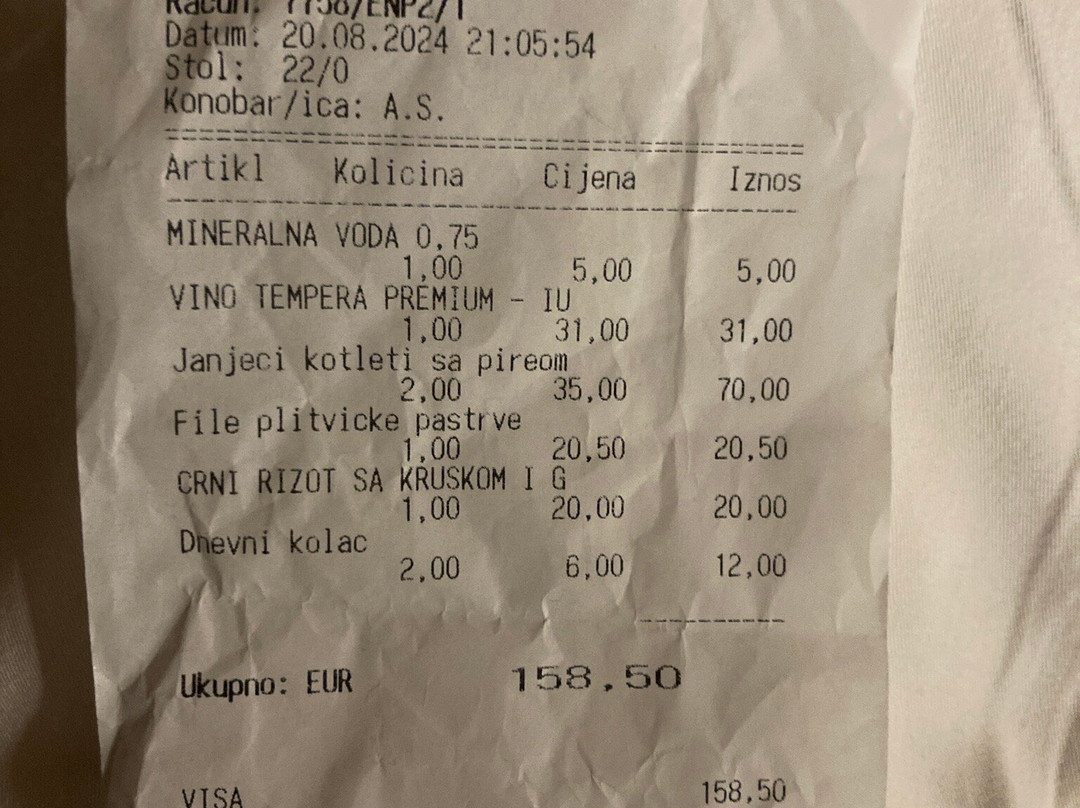 Racun: 7758/ENP2/1
Datum: 20.08.2024 21:05:54
Stol: 22/0
Konobar/ica: A.S.
Artikl Kolicina Cijena Iznos
MINERALNA VODA 0,75
1,00 5,00 5,00
VINO TEMPERA PREMIUM - IU
1,00 31,00 31,00
Janjeci kotleti sa pireom
2,00 35,00 70,00
File plitvicke pastrve
1,00 20,50 20,50
CRNI RIZOT SA KRUSKOM I G
1,00 20,00 20,00
Dnevni kolac
2,00 6,00 12,00
Ukupno: EUR 158.50
VISA 158,50